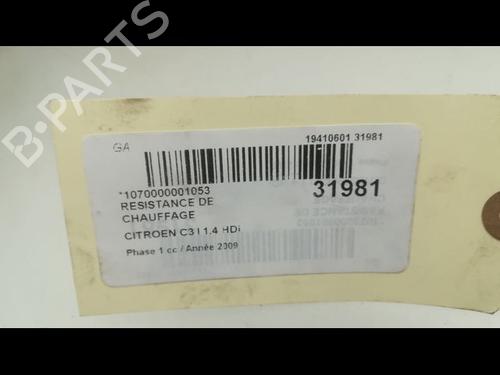 B-PARTS
GA
19410601 31981
*1070000001053
31981
RESISTANCE DE
CHAUFFAGE
CITROEN C3 I 1.4 HDi
Phase 1 cc / Année 2009